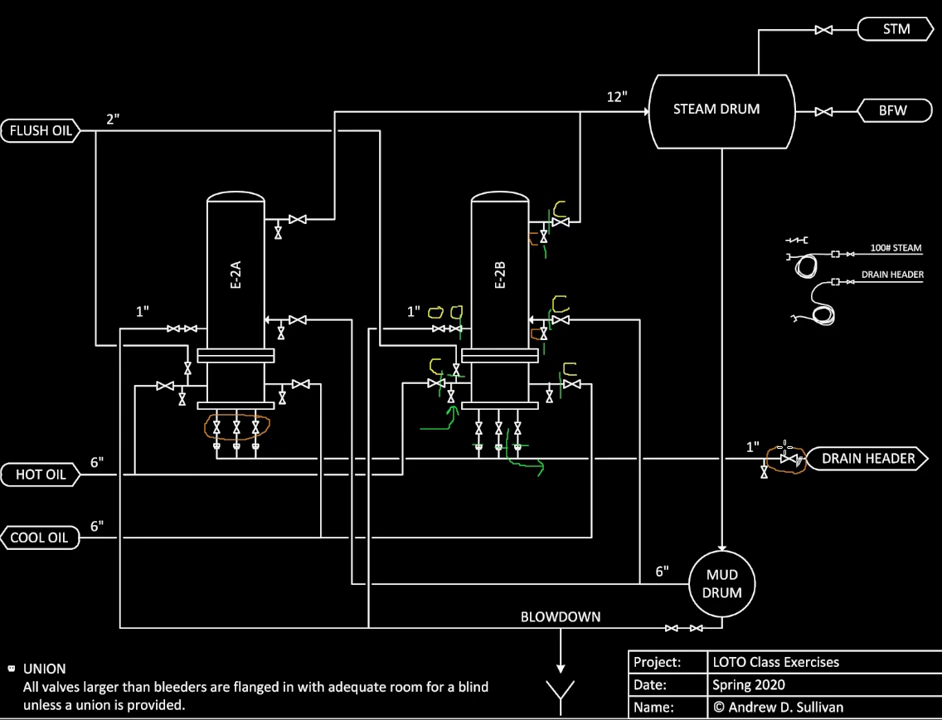 STM
12"
STEAM DRUM
BFW
2"
FLUSH OIL
C
100# STEAM
DRAIN HEADER
E-2A
E-2B
1"
1"
O O
C
C
C
6"
HOT OIL
1"
DRAIN HEADER
6"
COOL OIL
6"
MUD
DRUM
BLOWDOWN
UNION
All valves larger than bleeders are flanged in with adequate room for a blind
unless a union is provided.
Project: LOTO Class Exercises
Date: Spring 2020
Name: © Andrew D. Sullivan